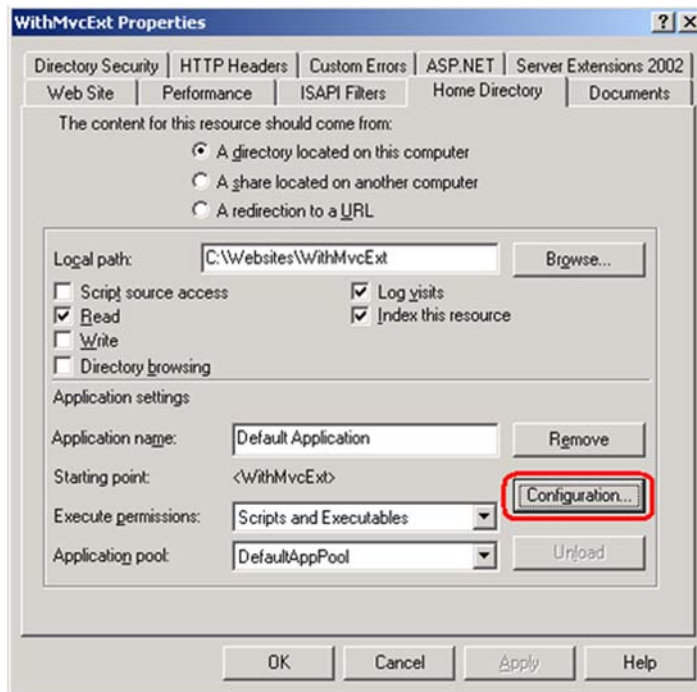 WithMvcExt Properties
Directory Security HTTP Headers Custom Errors ASP.NET Server Extensions 2002
Web Site Performance ISAPI Filters Home Directory Documents
The content for this resource should come from:
A directory located on this computer
A share located on another computer
A redirection to a URL
Local path: C:\Websites\WithMvcExt Browse...
Script source access Log visits
Read Index this resource
Write
Directory browsing
Application settings
Application name: Default Application Remove
Starting point: <WithMvcExt> Configuration...
Execute permissions: Scripts and Executables
Application pool: DefaultAppPool Unload
OK Cancel Apply Help